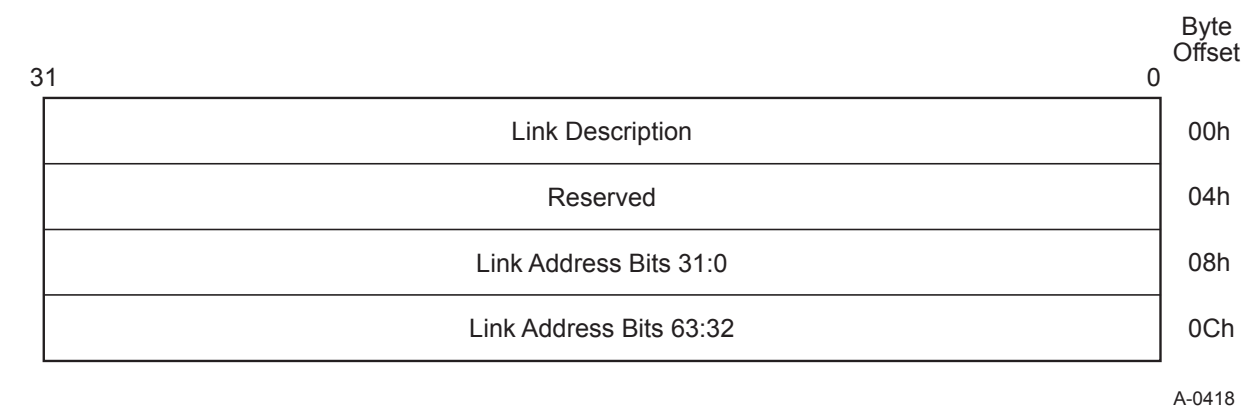 Byte
Offset
31 0
Link Description 00h
Reserved 04h
Link Address Bits 31:0 08h
Link Address Bits 63:32 0Ch
A-0418